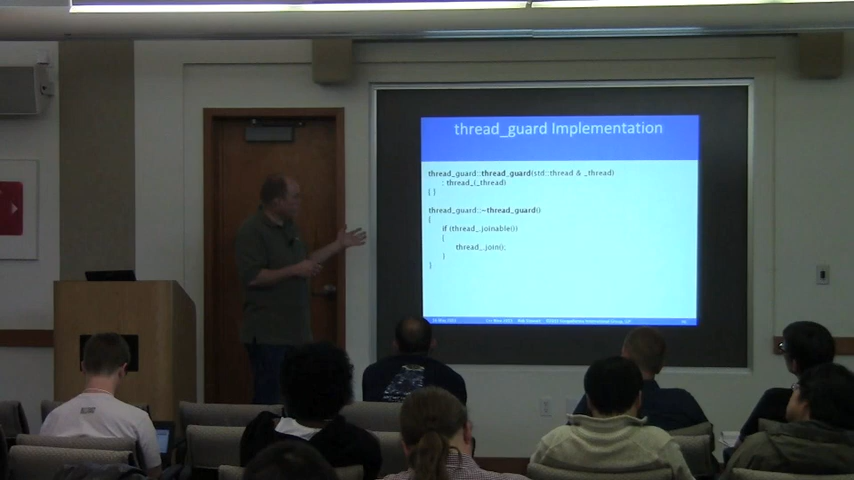 thread_guard Implementation
thread_guard::thread_guard(std::thread & _thread)
: thread_(_thread)
{ }
thread_guard::~thread_guard()
{
if (thread_.joinable())
{
thread_.join();
}
}